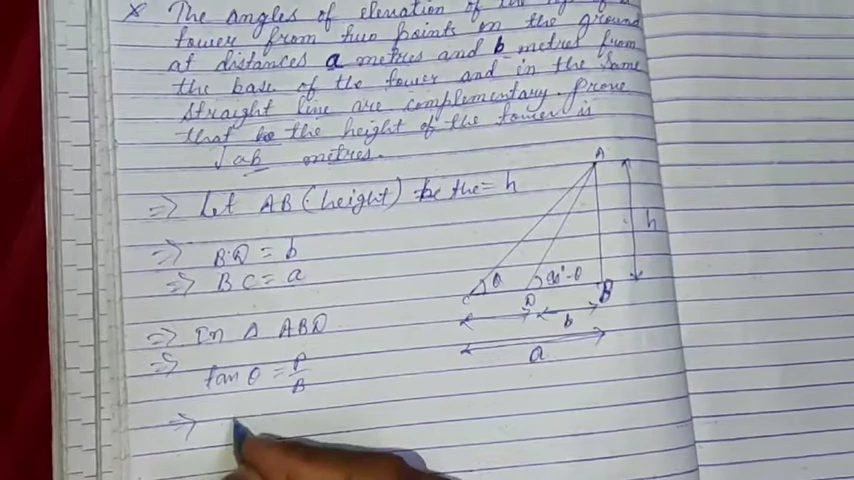 * The angles of elevation of the top of a
tower from two points on the ground
at distances a metres and b metres from
the base of the tower and in the same
straight line are complementary. Prove
that the height of the tower is
√ab metres.
⇒ Let AB (height) be the = h
⇒ BD = b
⇒ BC = a
⇒ In Δ ABD
⇒ tan θ = P/B
⇒
A
h
θ
90°-θ
C
D
B
b
a